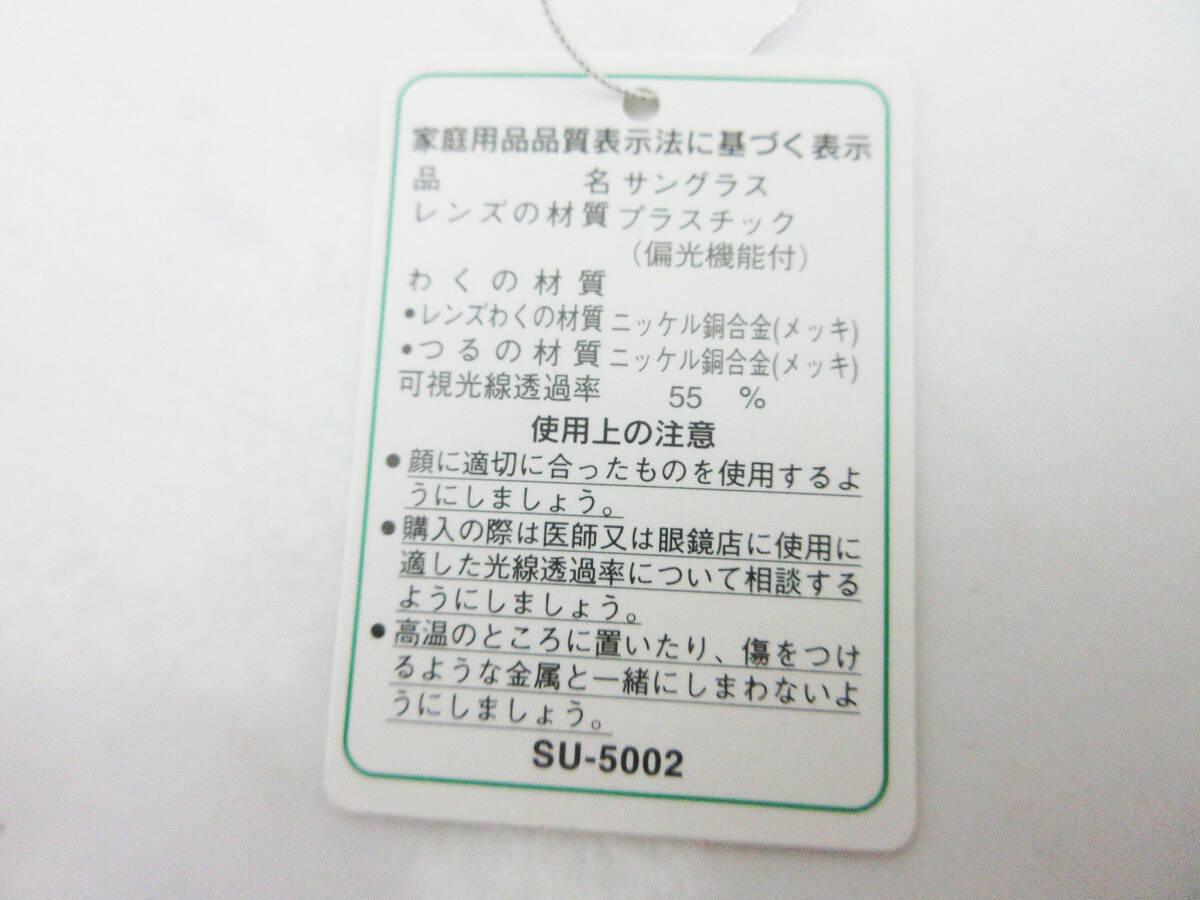 家庭用品品質表示法に基づく表示
品名 サングラス
レンズの材質 プラスチック
（偏光機能付）
わくの材質
•レンズわくの材質 ニッケル銅合金(メッキ)
•つるの材質 ニッケル銅合金(メッキ)
可視光線透過率 55 %
使用上の注意
●顔に適切に合ったものを使用するよ
うにしましょう。
●購入の際は医師又は眼鏡店に使用に
適した光線透過率について相談する
ようにしましょう。
●高温のところに置いたり、傷をつけ
るような金属と一緒にしまわないよ
うにしましょう。
SU-5002